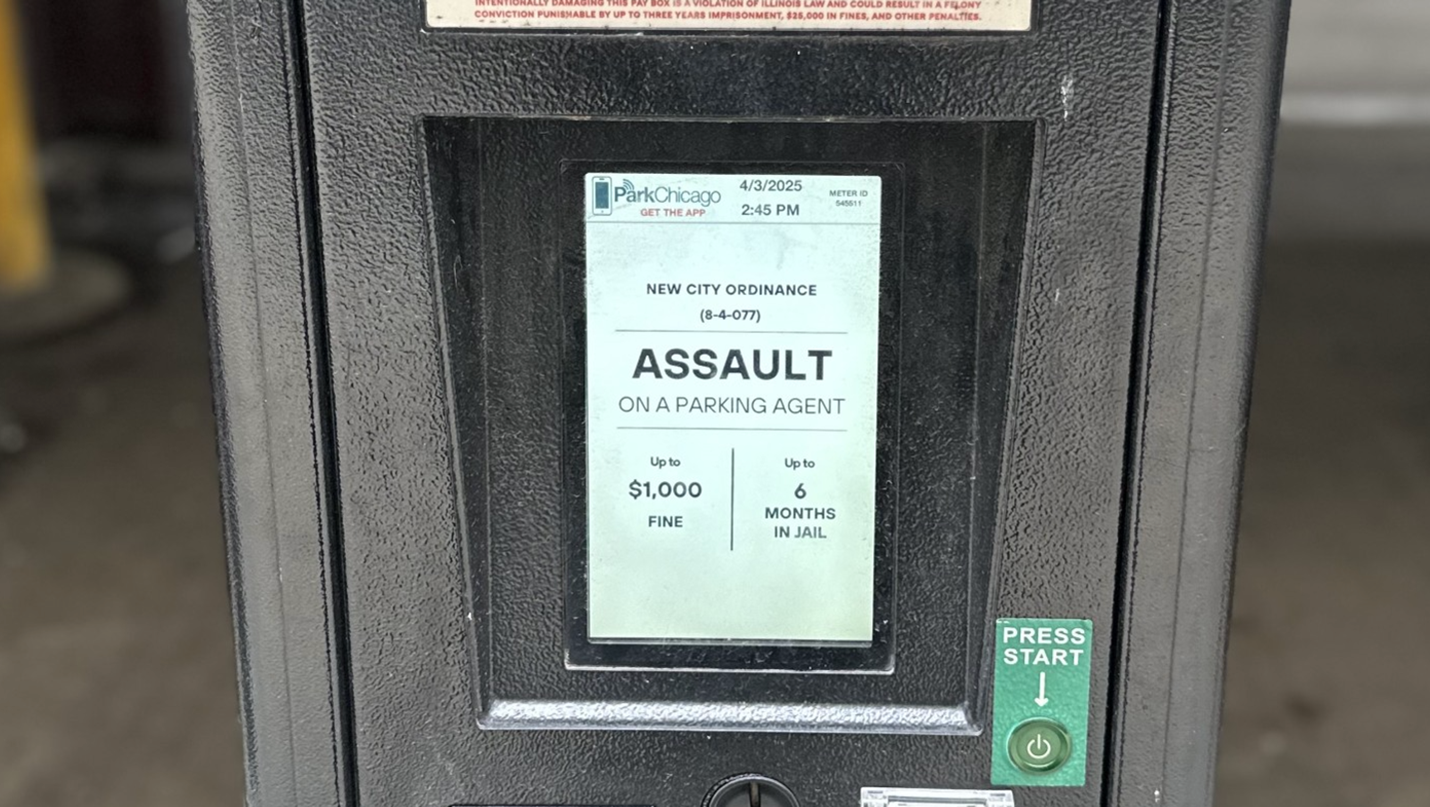 INTENTIONALLY DAMAGING THIS PAY BOX IS A VIOLATION OF ILLINOIS LAW AND COULD RESULT IN A FELONY
CONVICTION PUNISHABLE BY UP TO THREE YEARS IMPRISONMENT, $25,000 IN FINES, AND OTHER PENALTIES.
ParkChicago
GET THE APP
4/3/2025
2:45 PM
METER ID
545511
NEW CITY ORDINANCE
(8-4-077)
ASSAULT
ON A PARKING AGENT
Up to
$1,000
FINE
Up to
6
MONTHS
IN JAIL
PRESS
START